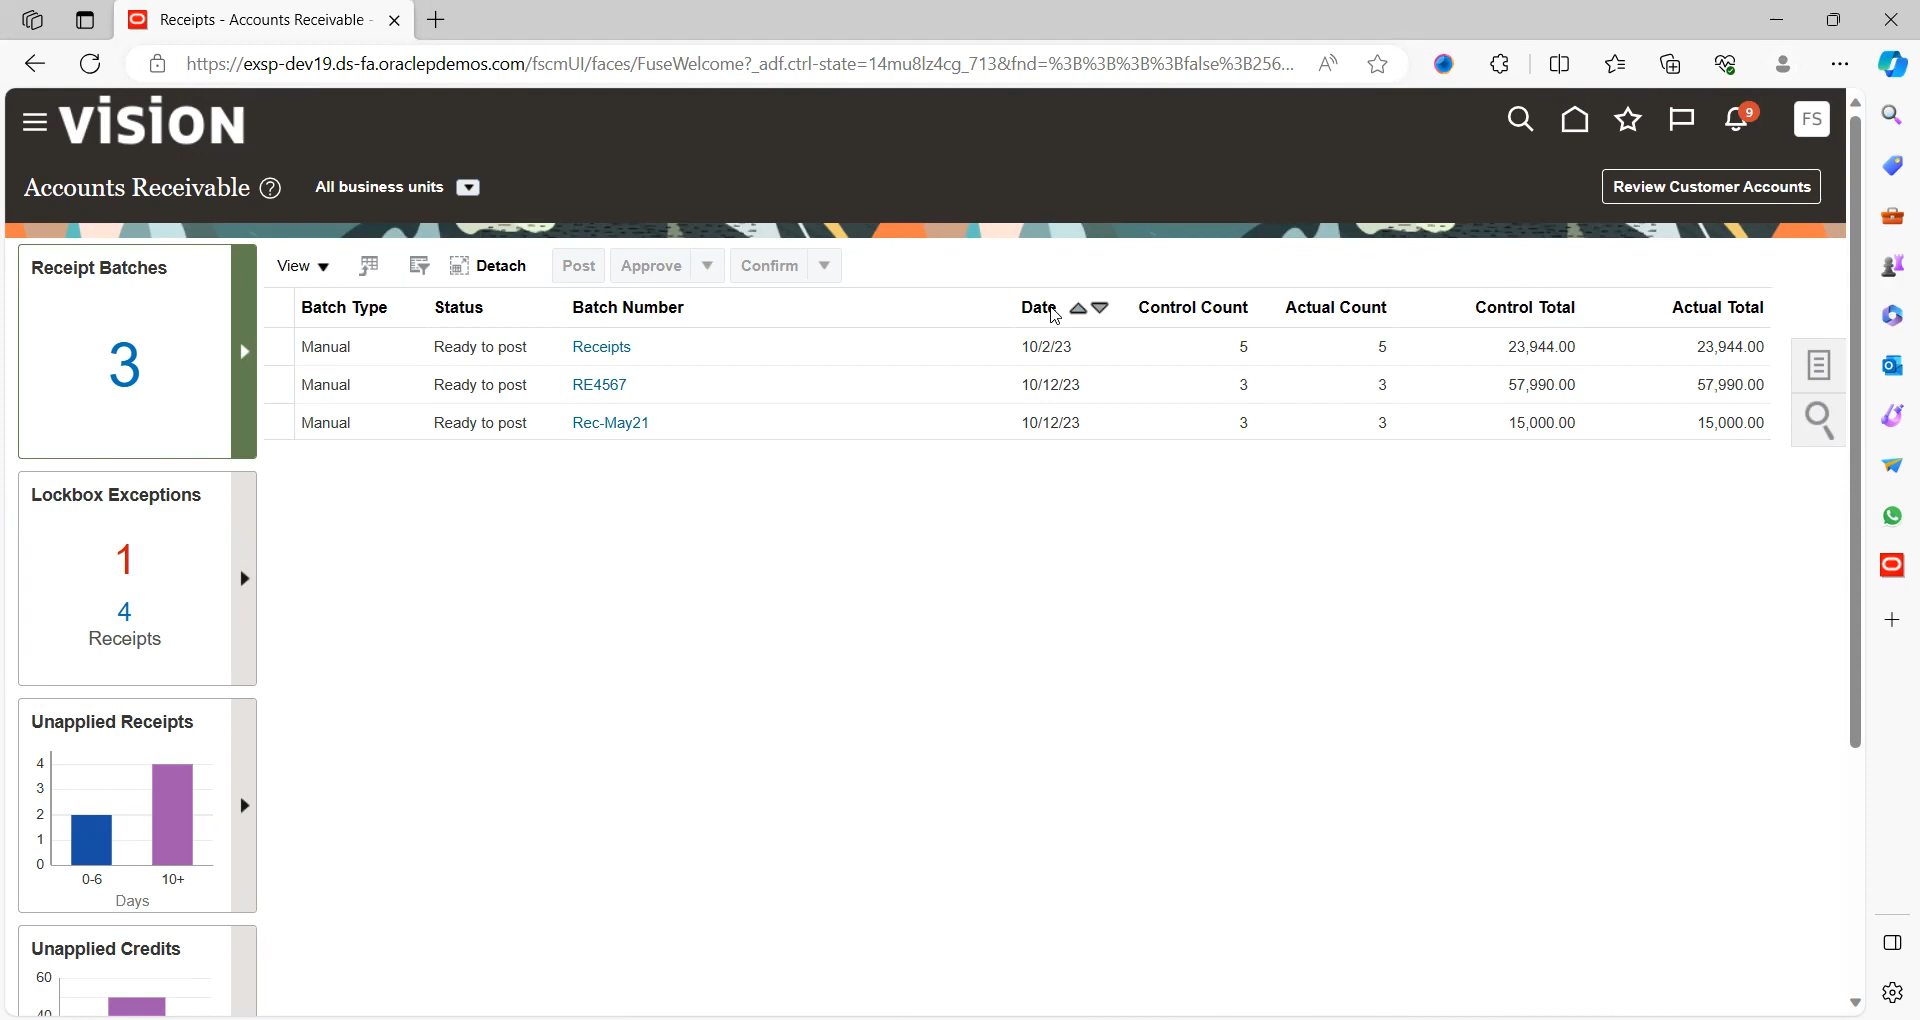 Receipts - Accounts Receivable -
https://exsp-dev19.ds-fa.oraclepdemos.com/fscmUI/faces/FuseWelcome?_adf.ctrl-state=14mu8lz4cg_713&fnd=%3B%3B%3B%3Bfalse%3B256...
VISION
9
FS
Accounts Receivable ?
All business units
Review Customer Accounts
Receipt Batches
3
View
Detach
Post
Approve
Confirm
Batch Type Status Batch Number Date Control Count Actual Count Control Total Actual Total
Manual Ready to post Receipts 10/2/23 5 5 23,944.00 23,944.00
Manual Ready to post RE4567 10/12/23 3 3 57,990.00 57,990.00
Manual Ready to post Rec-May21 10/12/23 3 3 15,000.00 15,000.00
Lockbox Exceptions
1
4
Receipts
Unapplied Receipts
4
3
2
1
0
0-6 10+
Days
Unapplied Credits
60
40